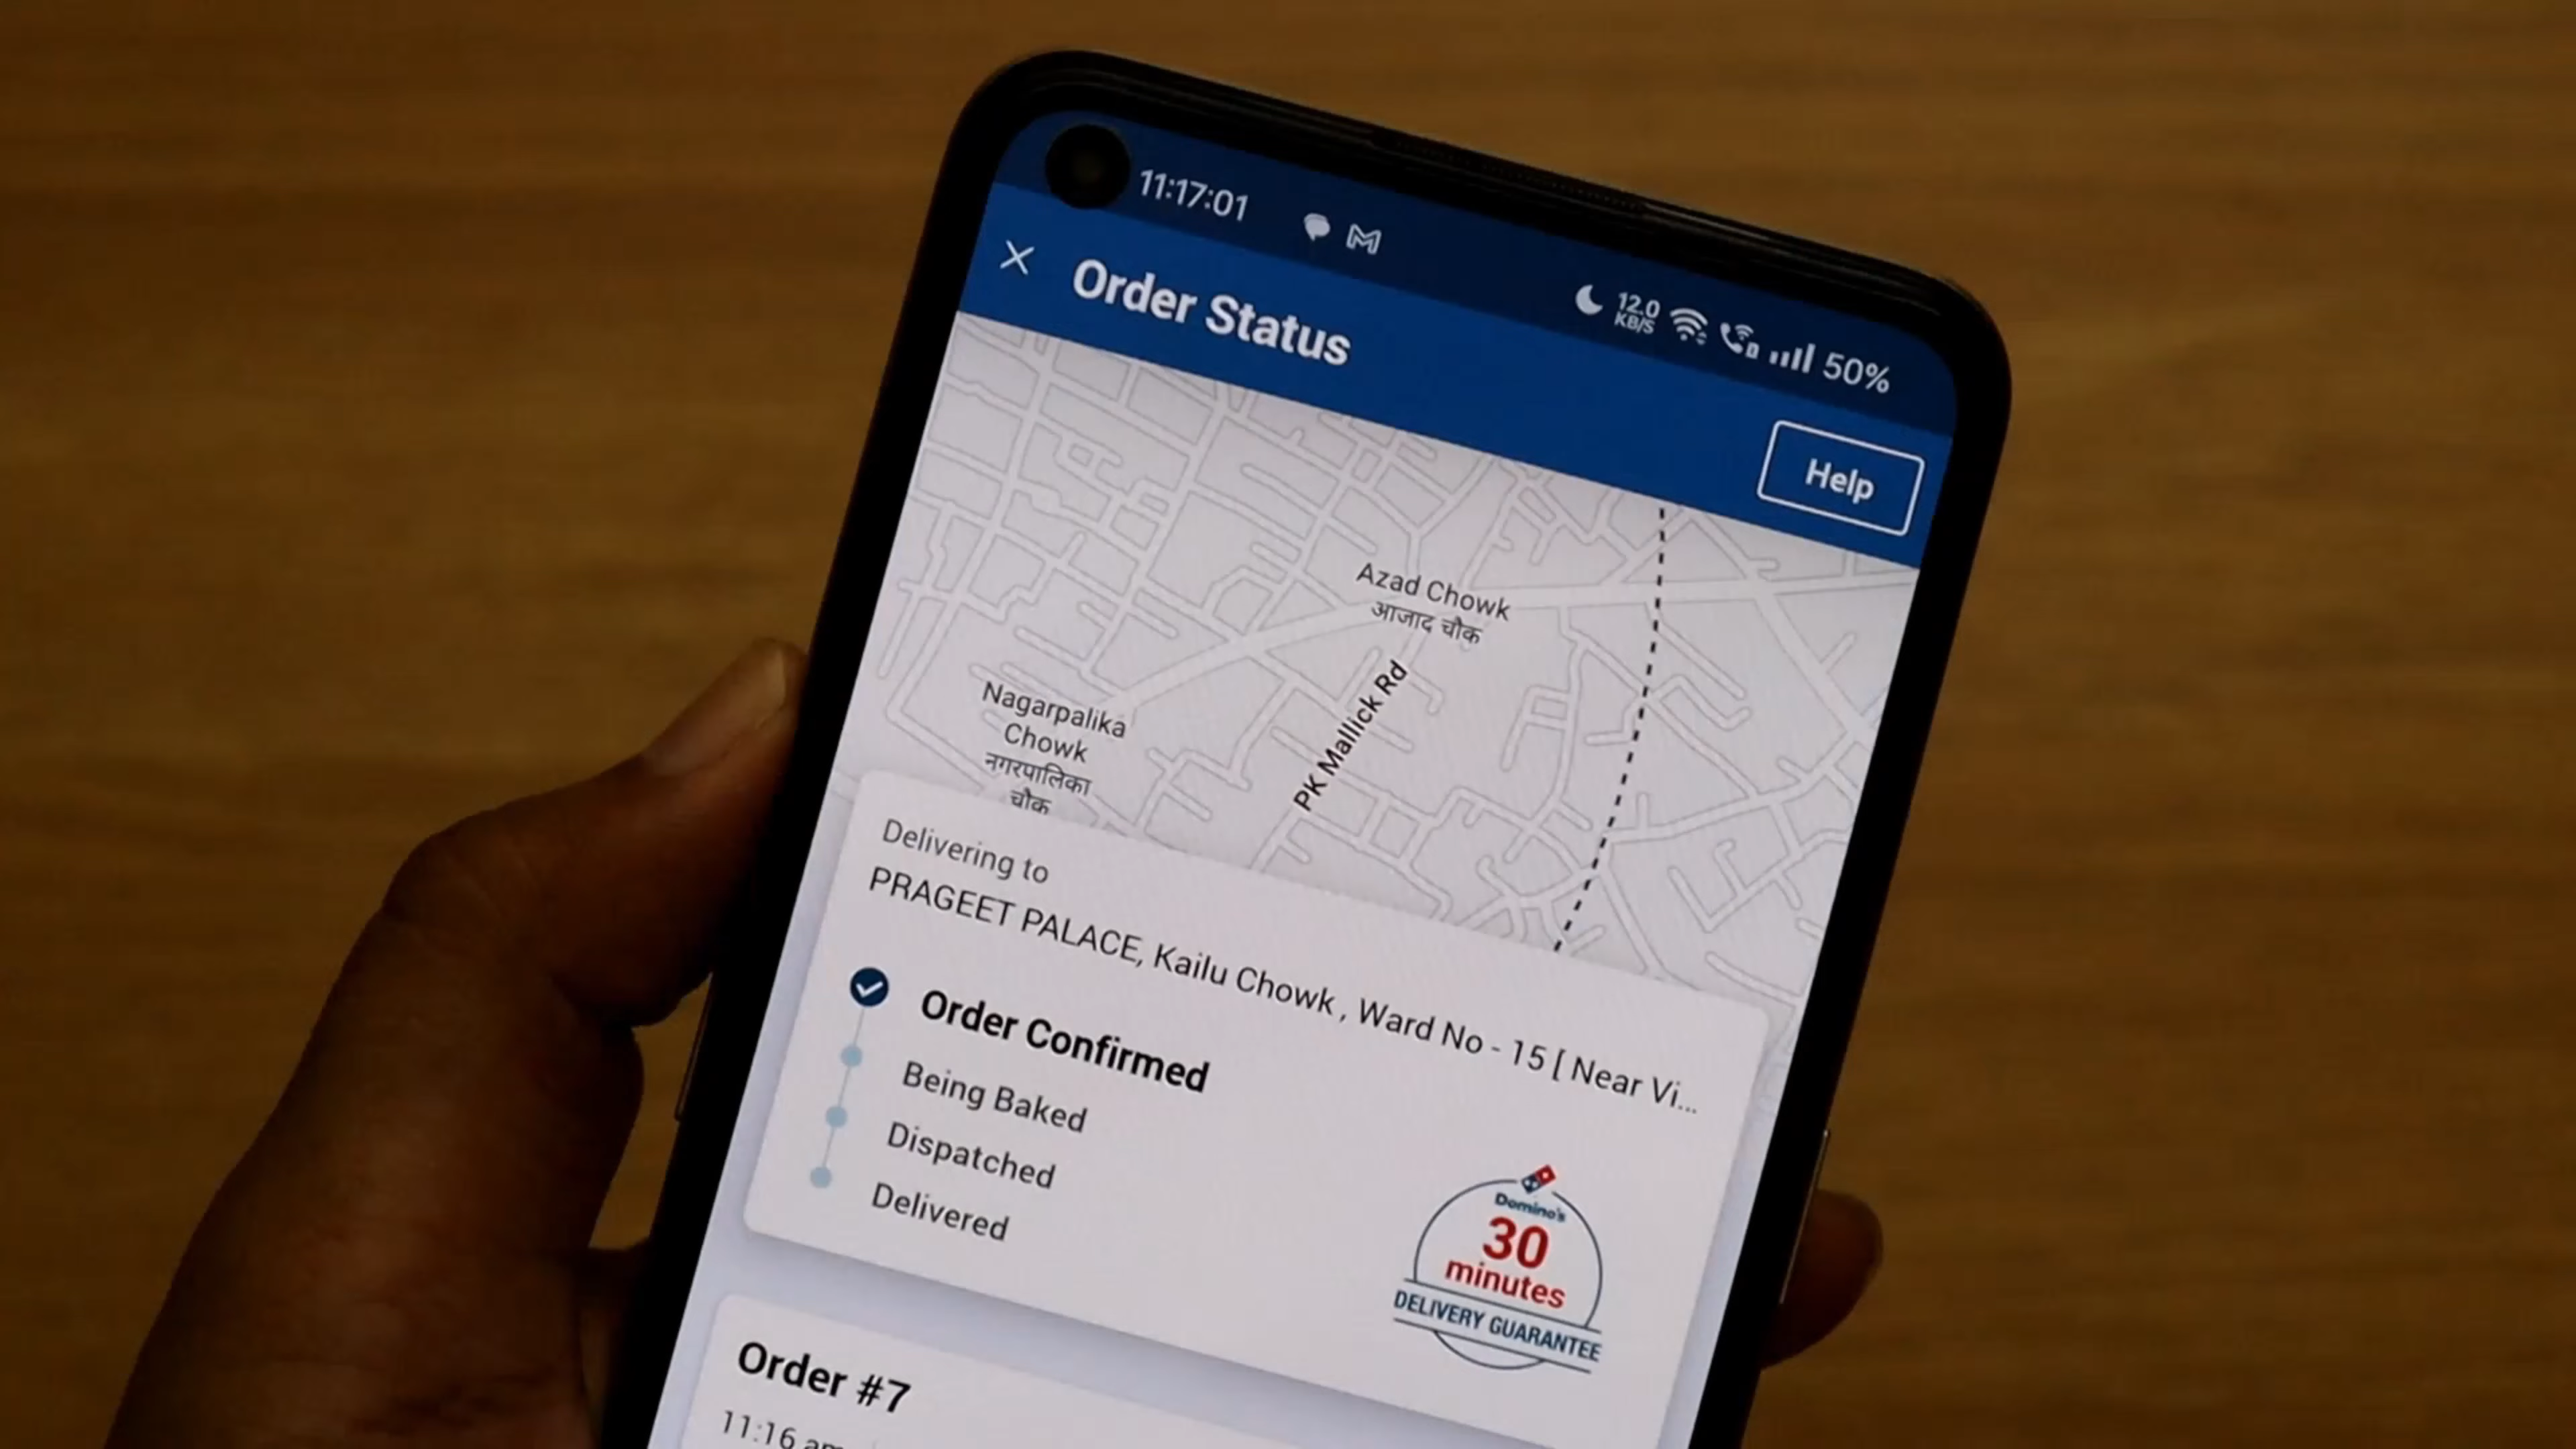 11:17:01
12.0
KB/S
50%
Order Status
Help
Azad Chowk
आजाद चौक
PK Mallick Rd
Nagarpalika
Chowk
नगरपालिका
चौक
Delivering to
PRAGEET PALACE, Kailu Chowk , Ward No - 15 [ Near Vi...
Order Confirmed
Being Baked
Dispatched
Delivered
Domino's
30
minutes
DELIVERY GUARANTEE
Order #7
11:16 am